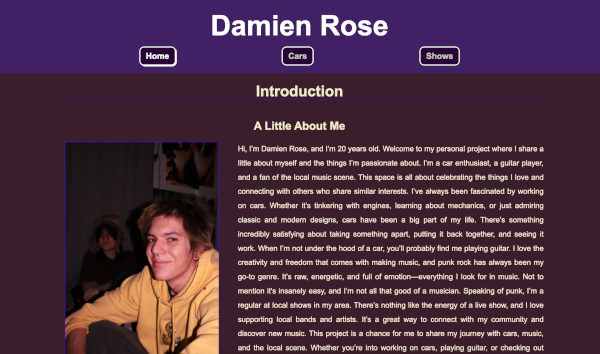 Damien Rose
Home
Cars
Shows
Introduction
A Little About Me
Hi, I'm Damien Rose, and I'm 20 years old. Welcome to my personal project where I share a
little about myself and the things I'm passionate about. I'm a car enthusiast, a guitar player,
and a fan of the local music scene. This space is all about celebrating the things I love and
connecting with others who share similar interests. I've always been fascinated by working
on cars. Whether it's tinkering with engines, learning about mechanics, or just admiring
classic and modern designs, cars have been a big part of my life. There's something
incredibly satisfying about taking something apart, putting it back together, and seeing it
work. When I'm not under the hood of a car, you'll probably find me playing guitar. I love the
creativity and freedom that comes with making music, and punk rock has always been my
go-to genre. It's raw, energetic, and full of emotion—everything I look for in music. Not to
mention it's insanely easy, and I'm not all that good of a musician. Speaking of punk, I'm a
regular at local shows in my area. There's nothing like the energy of a live show, and I love
supporting local bands and artists. It's a great way to connect with my community and
discover new music. This project is a chance for me to share my journey with cars, music,
and the local scene. Whether you're into working on cars, playing guitar, or checking out